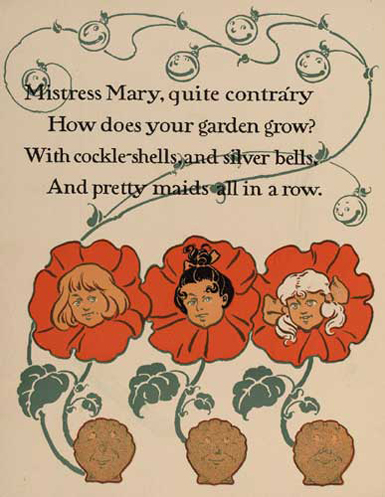 Mistress Mary, quite contráry
How does your garden grow?
With cockle-shells, and silver bells,
And pretty maids all in a row.